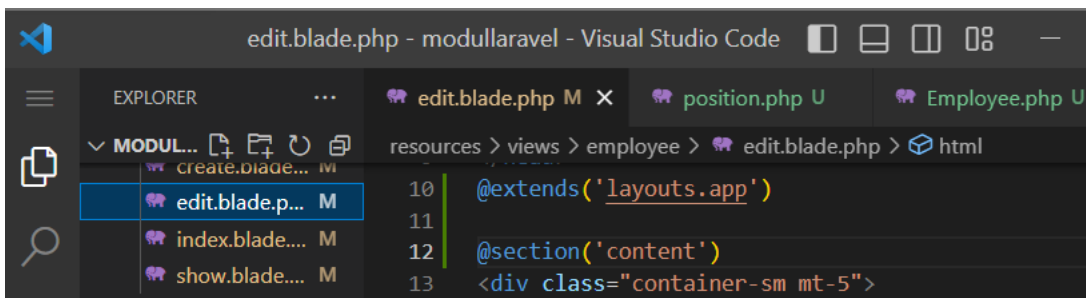 edit.blade.php - modullaravel - Visual Studio Code
EXPLORER ...
edit.blade.php M
position.php U
Employee.php U
MODUL...
resources > views > employee > edit.blade.php > html
create.blade... M
edit.blade.p... M
index.blade.... M
show.blade.... M
10 @extends('layouts.app')
11
12 @section('content')
13 <div class="container-sm mt-5">